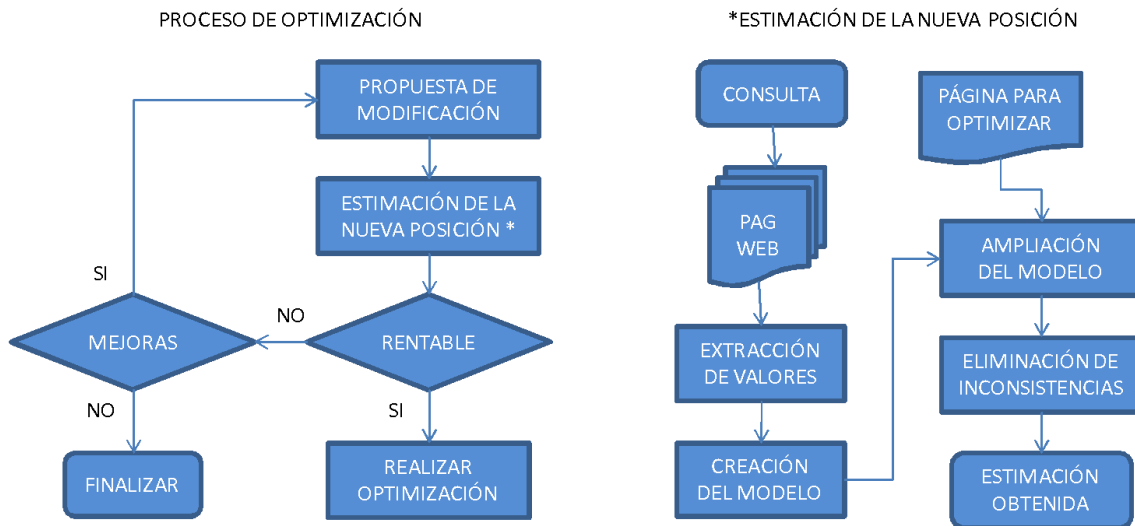 PROCESO DE OPTIMIZACIÓN
PROPUESTA DE
MODIFICACIÓN
ESTIMACIÓN DE LA
NUEVA POSICIÓN *
SI
MEJORAS
NO
RENTABLE
NO
SI
FINALIZAR
REALIZAR
OPTIMIZACIÓN
*ESTIMACIÓN DE LA NUEVA POSICIÓN
CONSULTA
PÁGINA PARA
OPTIMIZAR
PAG
WEB
AMPLIACIÓN
DEL MODELO
EXTRACCIÓN
DE VALORES
ELIMINACIÓN DE
INCONSISTENCIAS
CREACIÓN
DEL MODELO
ESTIMACIÓN
OBTENIDA